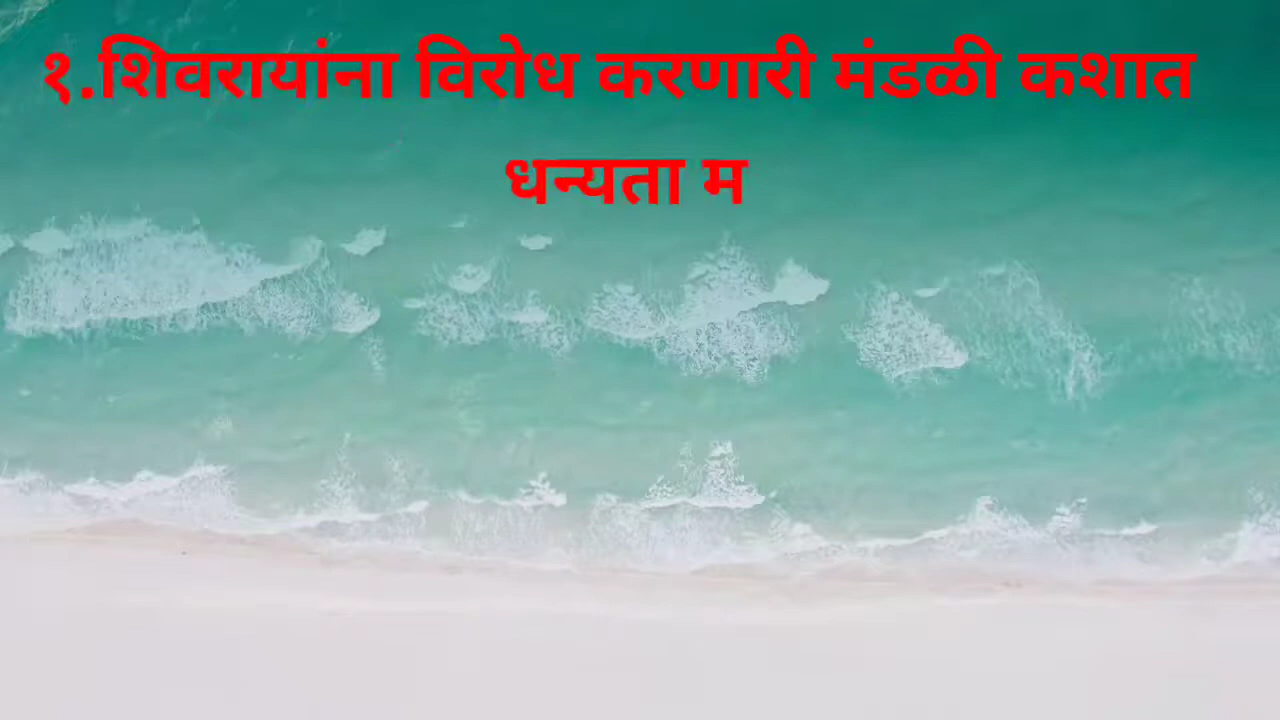 १.शिवरायांना विरोध करणारी मंडळी कशात
धन्यता म